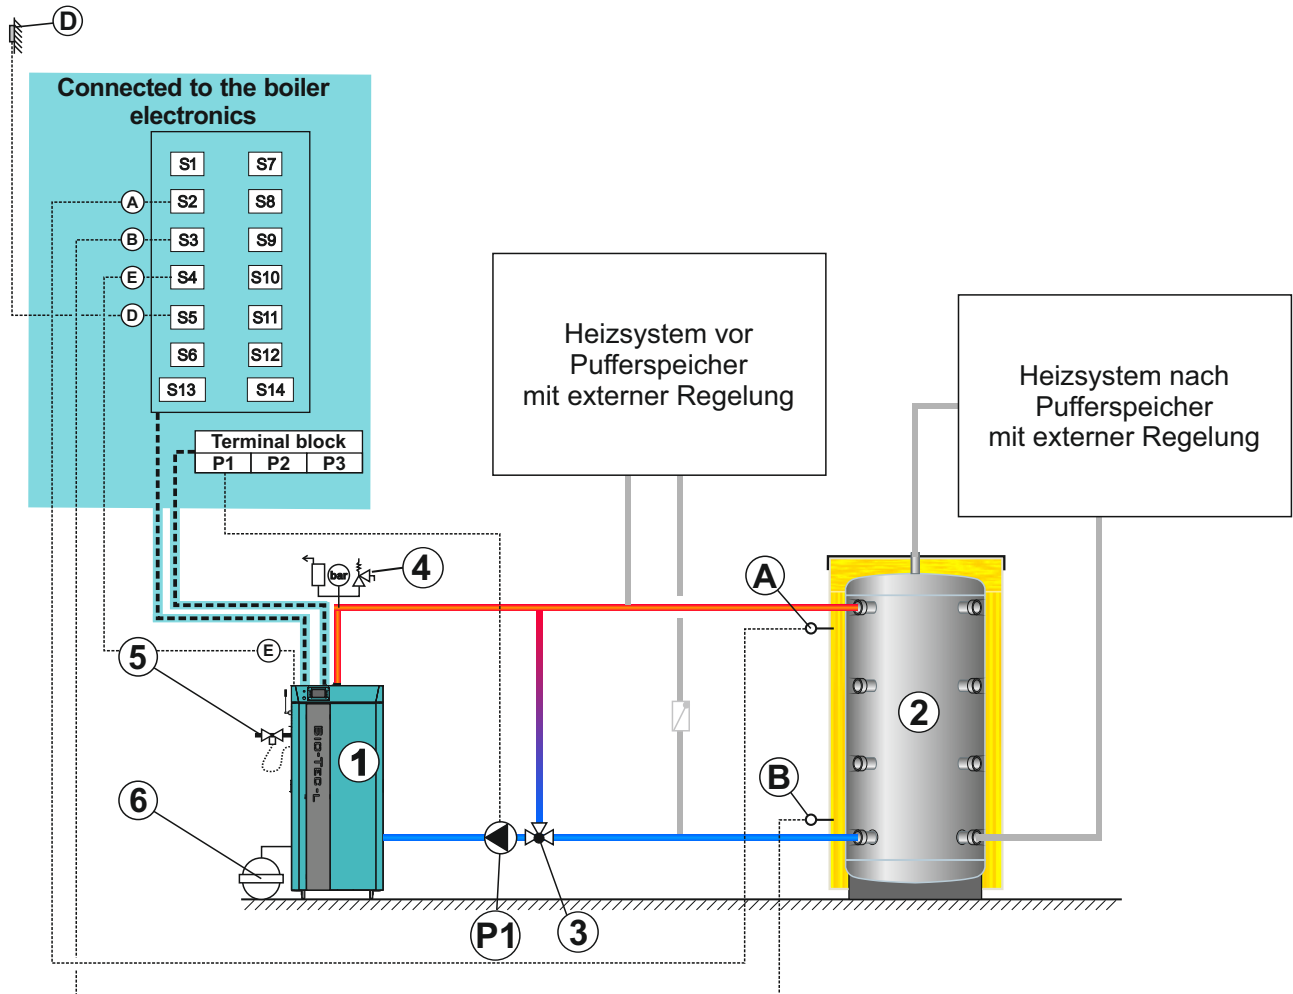 D
Connected to the boiler
electronics
S1 S7
A S2 S8
B S3 S9
E S4 S10
D S5 S11
S6 S12
S13 S14
Terminal block
P1 P2 P3
Heizsystem vor
Pufferspeicher
mit externer Regelung
Heizsystem nach
Pufferspeicher
mit externer Regelung
bar
4
A
E
5
BIO-TEC-L
1
2
B
6
P1
3